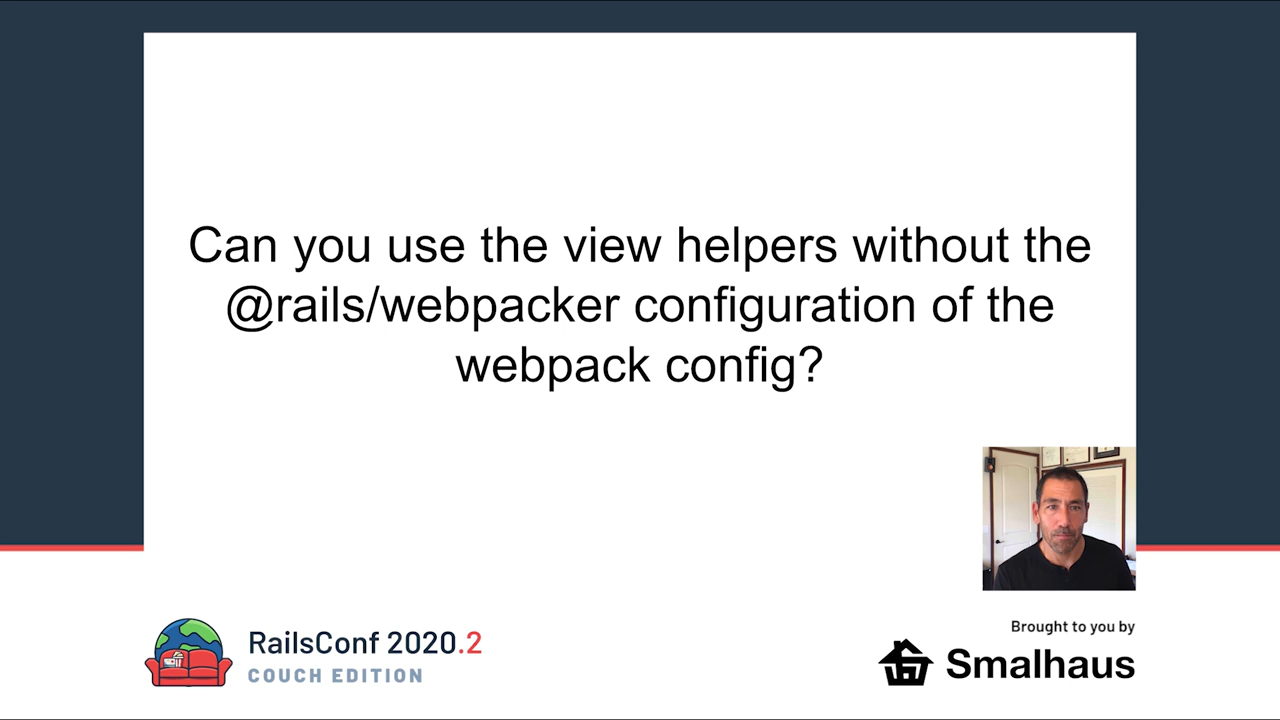 Can you use the view helpers without the
@rails/webpacker configuration of the
webpack config?
RailsConf 2020.2
COUCH EDITION
Brought to you by
Smalhaus